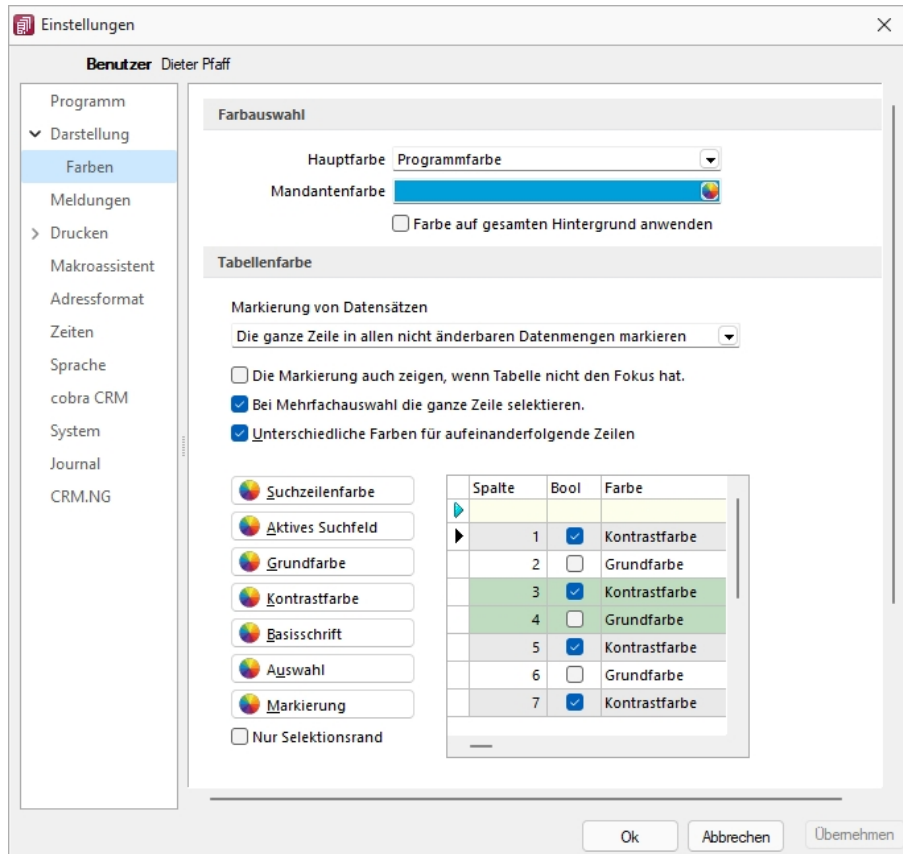 Einstellungen
Benutzer Dieter Pfaff
Programm
Darstellung
Farben
Meldungen
Drucken
Makroassistent
Adressformat
Zeiten
Sprache
cobra CRM
System
Journal
CRM.NG
Farbauswahl
Hauptfarbe Programmfarbe
Mandantenfarbe
Farbe auf gesamten Hintergrund anwenden
Tabellenfarbe
Markierung von Datensätzen
Die ganze Zeile in allen nicht änderbaren Datenmengen markieren
Die Markierung auch zeigen, wenn Tabelle nicht den Fokus hat.
Bei Mehrfachauswahl die ganze Zeile selektieren.
Unterschiedliche Farben für aufeinanderfolgende Zeilen
Suchzeilenfarbe
Aktives Suchfeld
Grundfarbe
Kontrastfarbe
Basisschrift
Auswahl
Markierung
Nur Selektionsrand
Spalte Bool Farbe
1 Kontrastfarbe
2 Grundfarbe
3 Kontrastfarbe
4 Grundfarbe
5 Kontrastfarbe
6 Grundfarbe
7 Kontrastfarbe
Ok Abbrechen Übernehmen